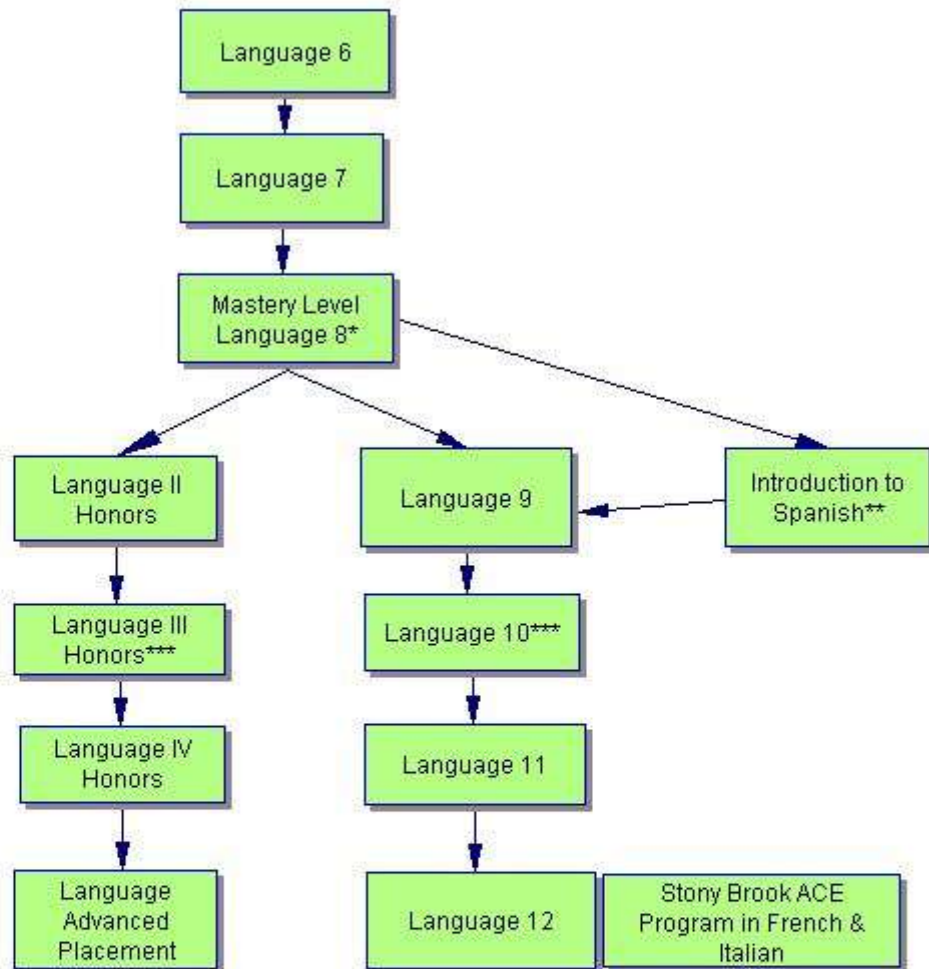 Language 6
Language 7
Mastery Level
Language 8*
Language II
Honors
Language 9
Introduction to
Spanish**
Language III
Honors***
Language 10***
Language IV
Honors
Language 11
Language
Advanced
Placement
Language 12
Stony Brook ACE
Program in French &
Italian